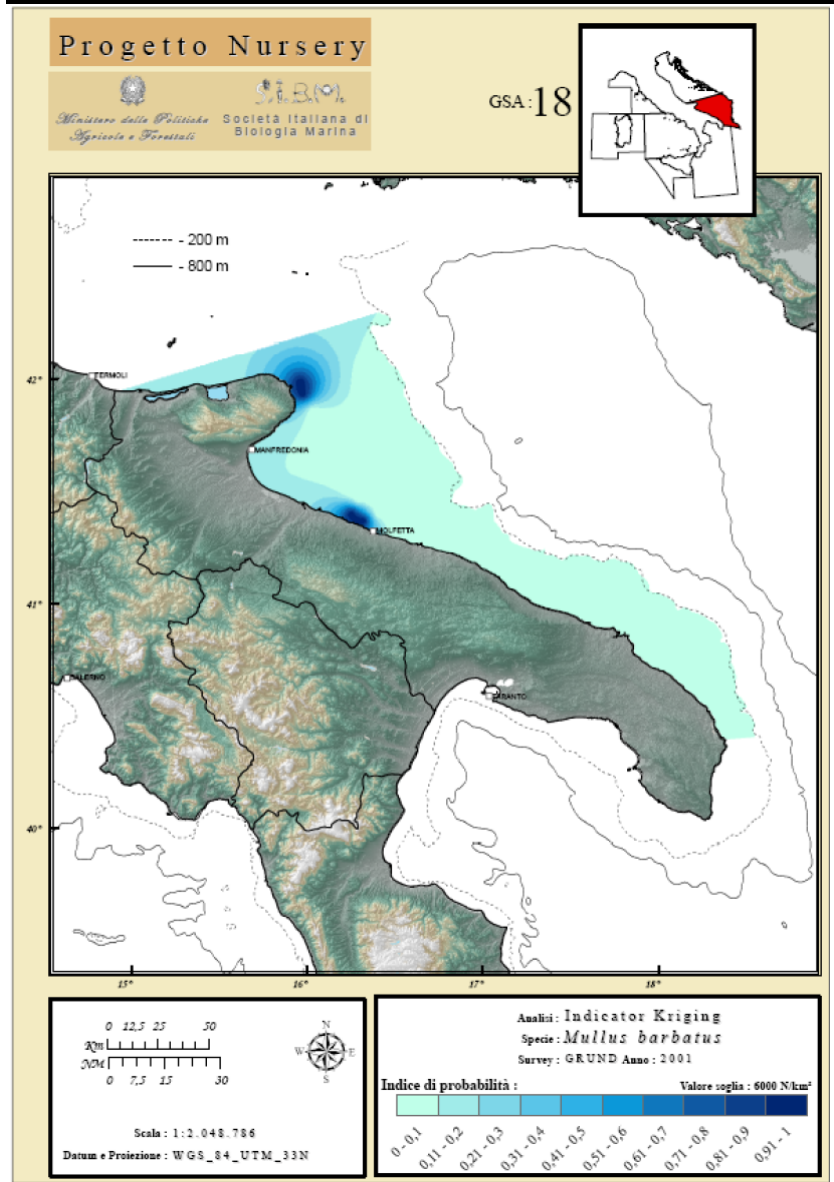 Progetto Nursery
Ministero delle Politiche
Agricole e Forestali
S.I.B.M.
Società Italiana di
Biologia Marina
GSA : 18
- 200 m
- 800 m
TERMOLI
42°
MANFREDONIA
MOLFETTA
41°
SALERNO
TARANTO
40°
15° 16° 17° 18°
0 12,5 25 50
Km
NM
0 7,5 15 30
N
W E
S
Scala : 1:2.048.786
Datum e Proiezione : WGS_84_UTM_33N
Analisi : Indicator Kriging
Specie : Mullus barbatus
Survey : GRUND Anno : 2001
Indice di probabilità : Valore soglia : 6000 N/km²
0 - 0,1 0,11 - 0,2 0,21 - 0,3 0,31 - 0,4 0,41 - 0,5 0,51 - 0,6 0,61 - 0,7 0,71 - 0,8 0,81 - 0,9 0,91 - 1